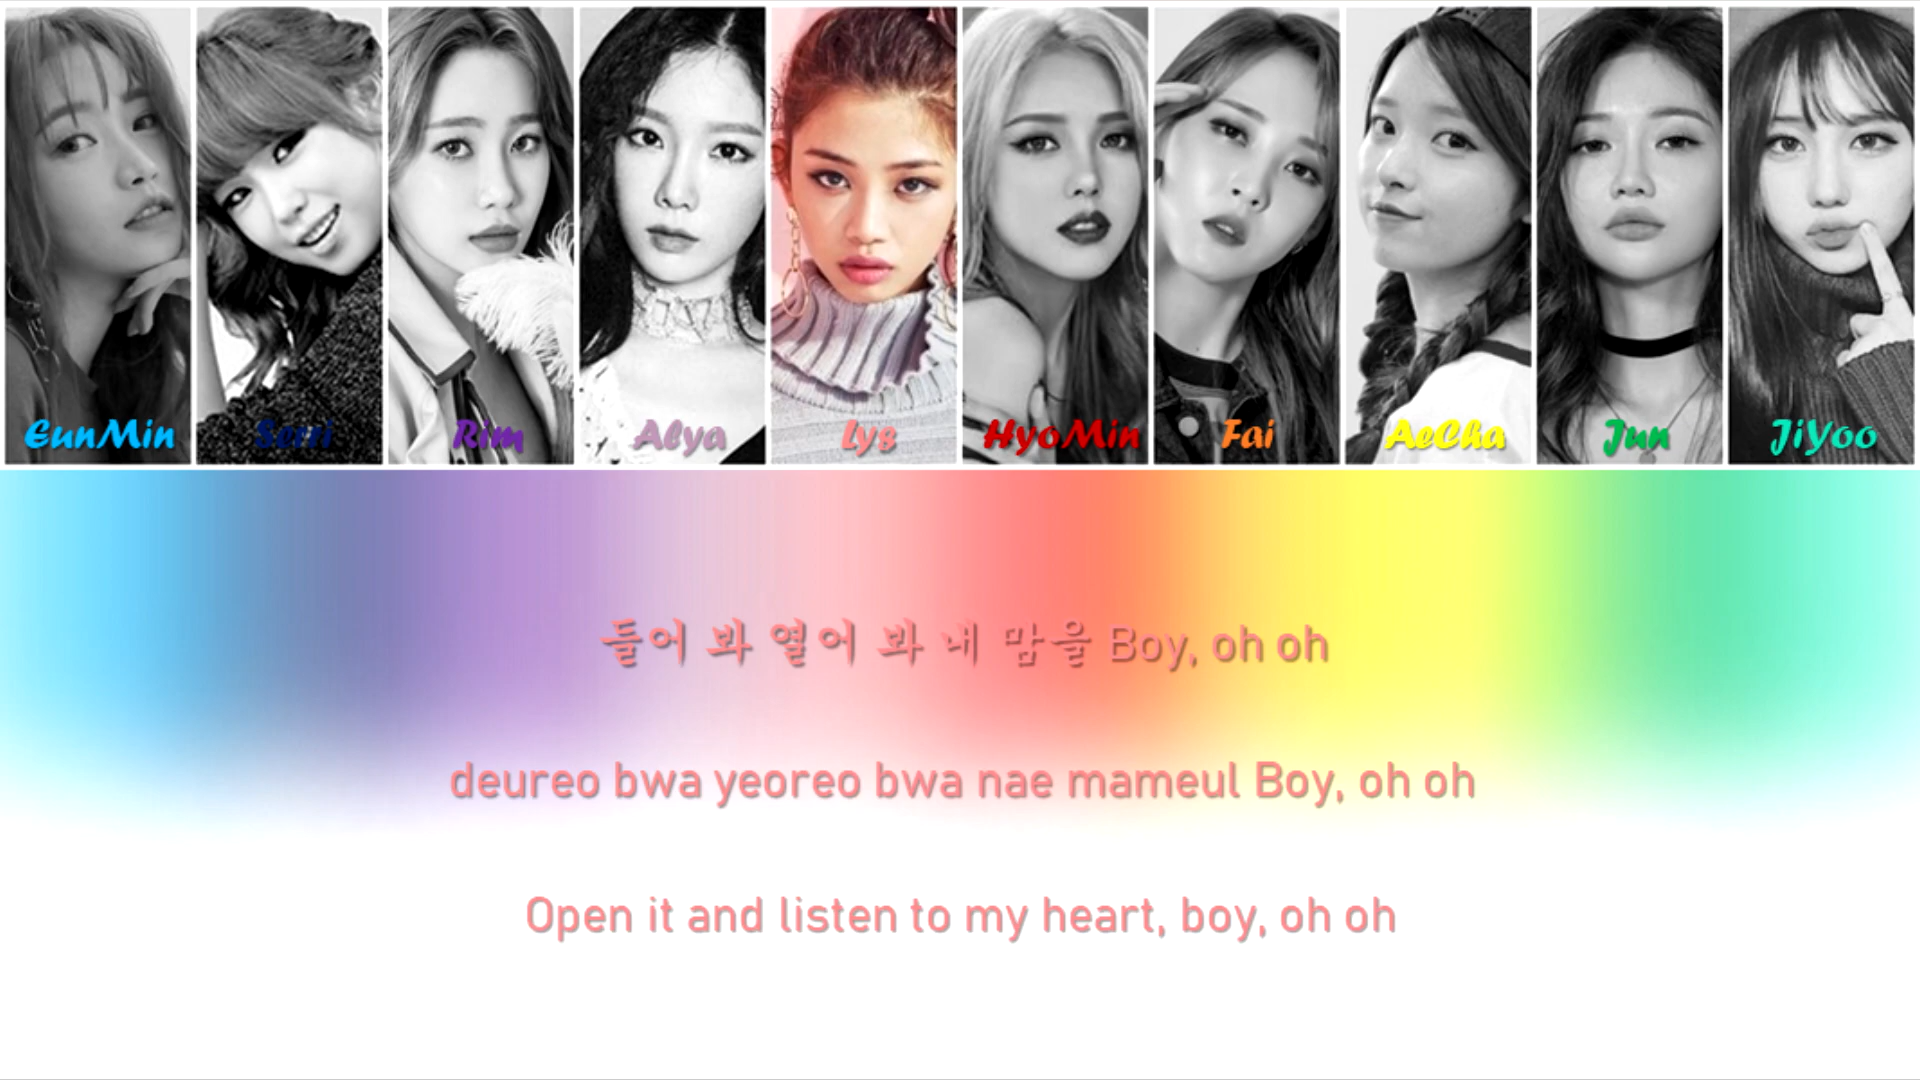 EunMin Serri Rim Alya Lys HyoMin Fai AeCha Jun JiYoo
들어 봐 열어 봐 내 맘을 Boy, oh oh
deureo bwa yeoreo bwa nae mameul Boy, oh oh
Open it and listen to my heart, boy, oh oh